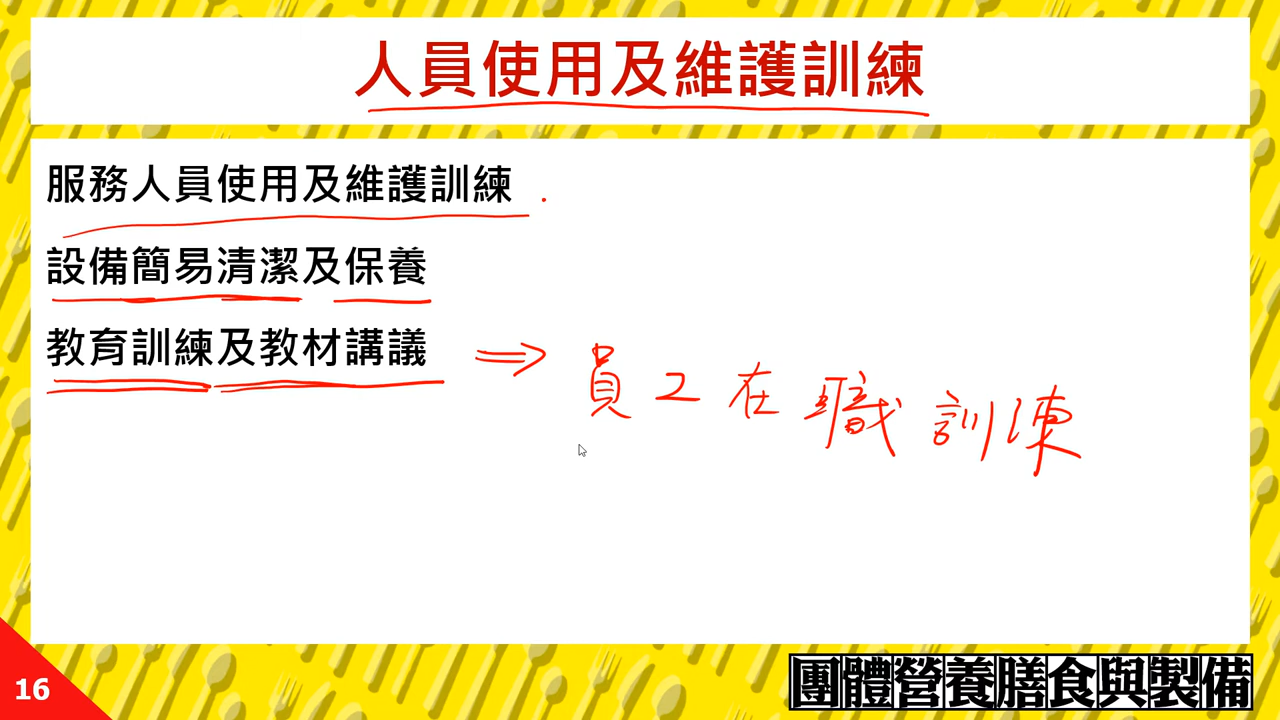 人員使用及維護訓練
服務人員使用及維護訓練
設備簡易清潔及保養
教育訓練及教材講議 ⇒ 員工在職訓練
16
團體營養膳食與製備